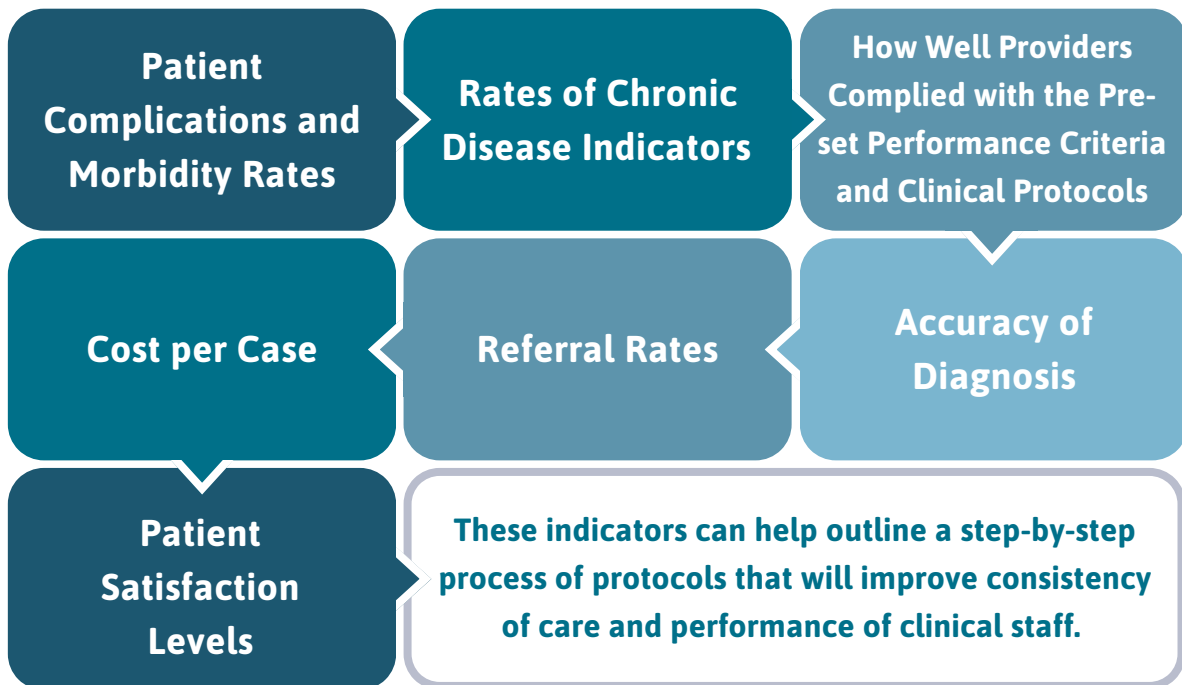 Patient
Complications and
Morbidity Rates
Rates of Chronic
Disease Indicators
How Well Providers
Complied with the Pre-
set Performance Criteria
and Clinical Protocols
Accuracy of
Diagnosis
Referral Rates
Cost per Case
Patient
Satisfaction
Levels
These indicators can help outline a step-by-step
process of protocols that will improve consistency
of care and performance of clinical staff.